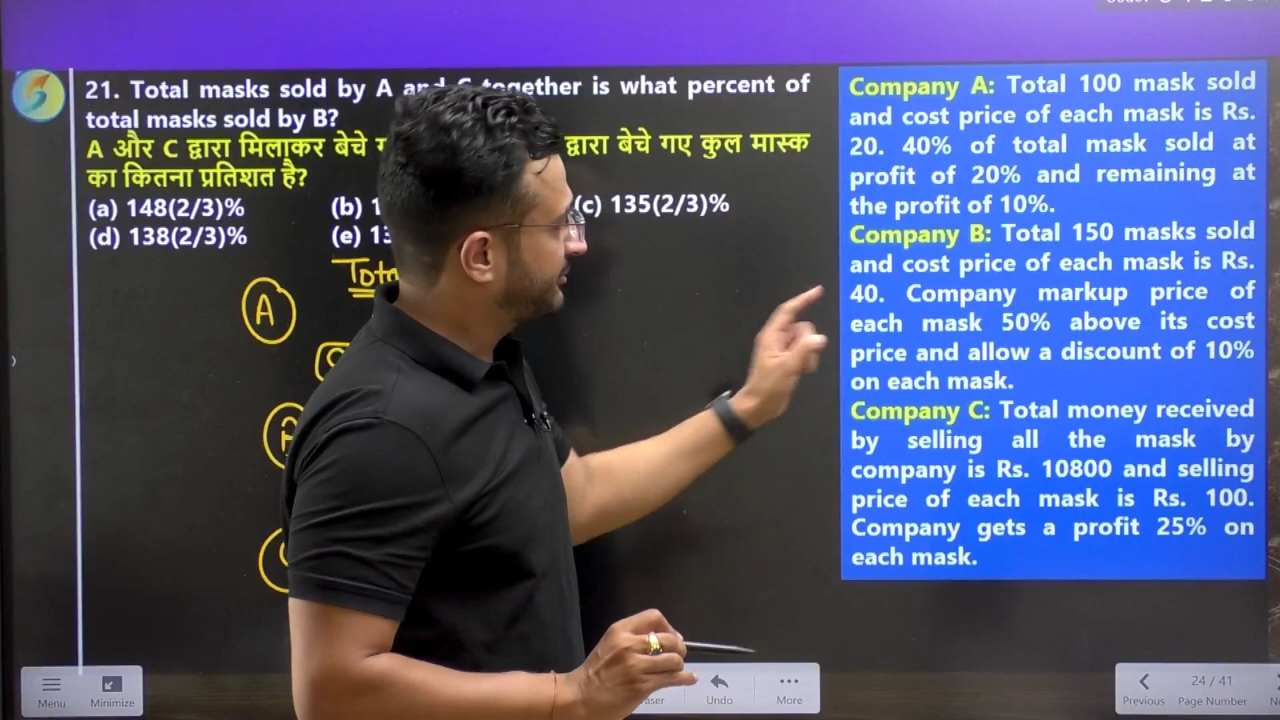 21. Total masks sold by A and C together is what percent of
total masks sold by B?
A और C द्वारा मिलाकर बेचे द्वारा बेचे गए कुल मास्क
का कितना प्रतिशत है?
(a) 148(2/3)% (b) (c) 135(2/3)%
(d) 138(2/3)% (e)
A
Company A: Total 100 mask sold
and cost price of each mask is Rs.
20. 40% of total mask sold at
profit of 20% and remaining at
the profit of 10%.
Company B: Total 150 masks sold
and cost price of each mask is Rs.
40. Company markup price of
each mask 50% above its cost
price and allow a discount of 10%
on each mask.
Company C: Total money received
by selling all the mask by
company is Rs. 10800 and selling
price of each mask is Rs. 100.
Company gets a profit 25% on
each mask.
Menu Minimize Undo More Previous 24 / 41 Page Number